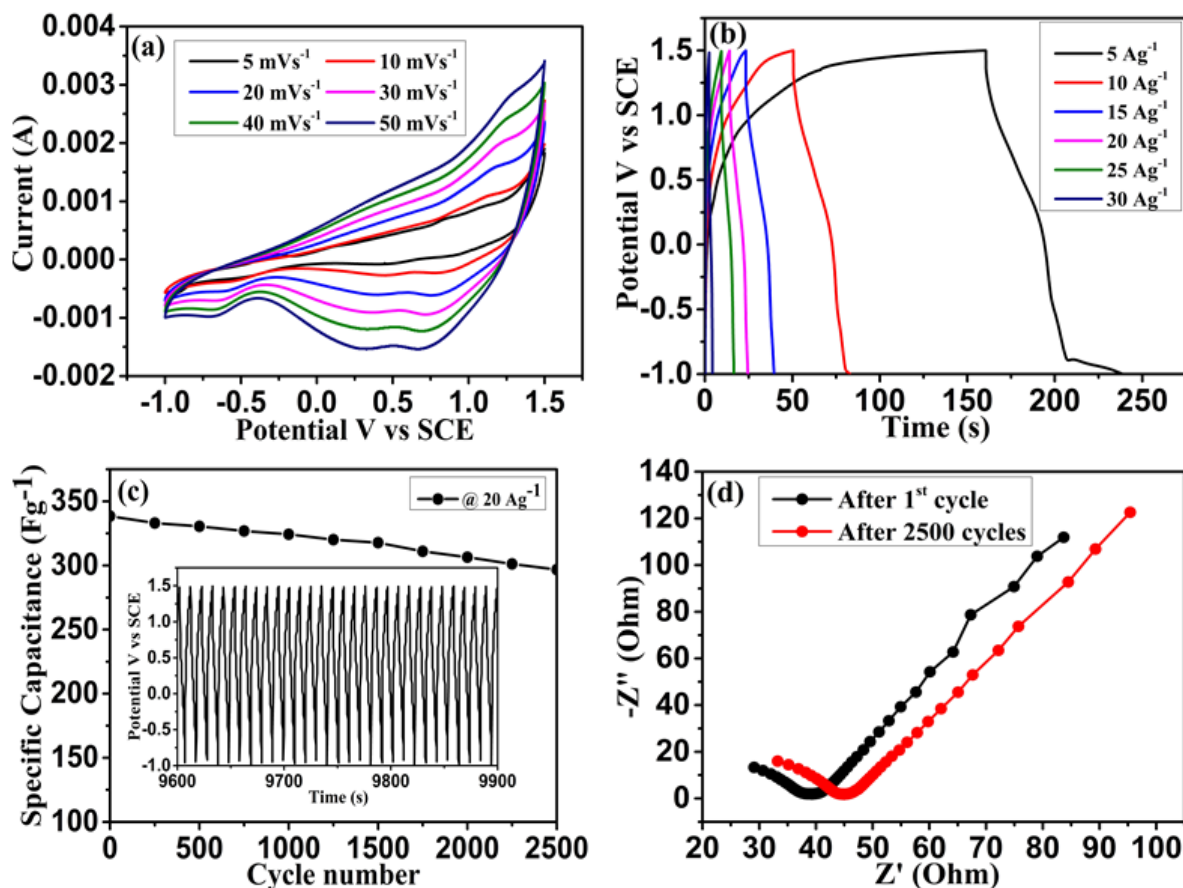 (a)
5 mVs⁻¹ 10 mVs⁻¹
20 mVs⁻¹ 30 mVs⁻¹
40 mVs⁻¹ 50 mVs⁻¹
Current (A)
0.004
0.003
0.002
0.001
0.000
-0.001
-0.002
-1.0 -0.5 0.0 0.5 1.0 1.5
Potential V vs SCE
(b)
5 Ag⁻¹
10 Ag⁻¹
15 Ag⁻¹
20 Ag⁻¹
25 Ag⁻¹
30 Ag⁻¹
Potential V vs SCE
1.5
1.0
0.5
0.0
-0.5
-1.0
0 50 100 150 200 250
Time (s)
(c)
@ 20 Ag⁻¹
Specific Capacitance (Fg⁻¹)
350
300
250
200
150
100
0 500 1000 1500 2000 2500
Cycle number
Potential V vs SCE
1.5
1.0
0.5
0.0
-0.5
-1.0
9600 9700 9800 9900
Time (s)
(d)
After 1ˢᵗ cycle
After 2500 cycles
-Z'' (Ohm)
140
120
100
80
60
40
20
0
20 30 40 50 60 70 80 90 100
Z' (Ohm)